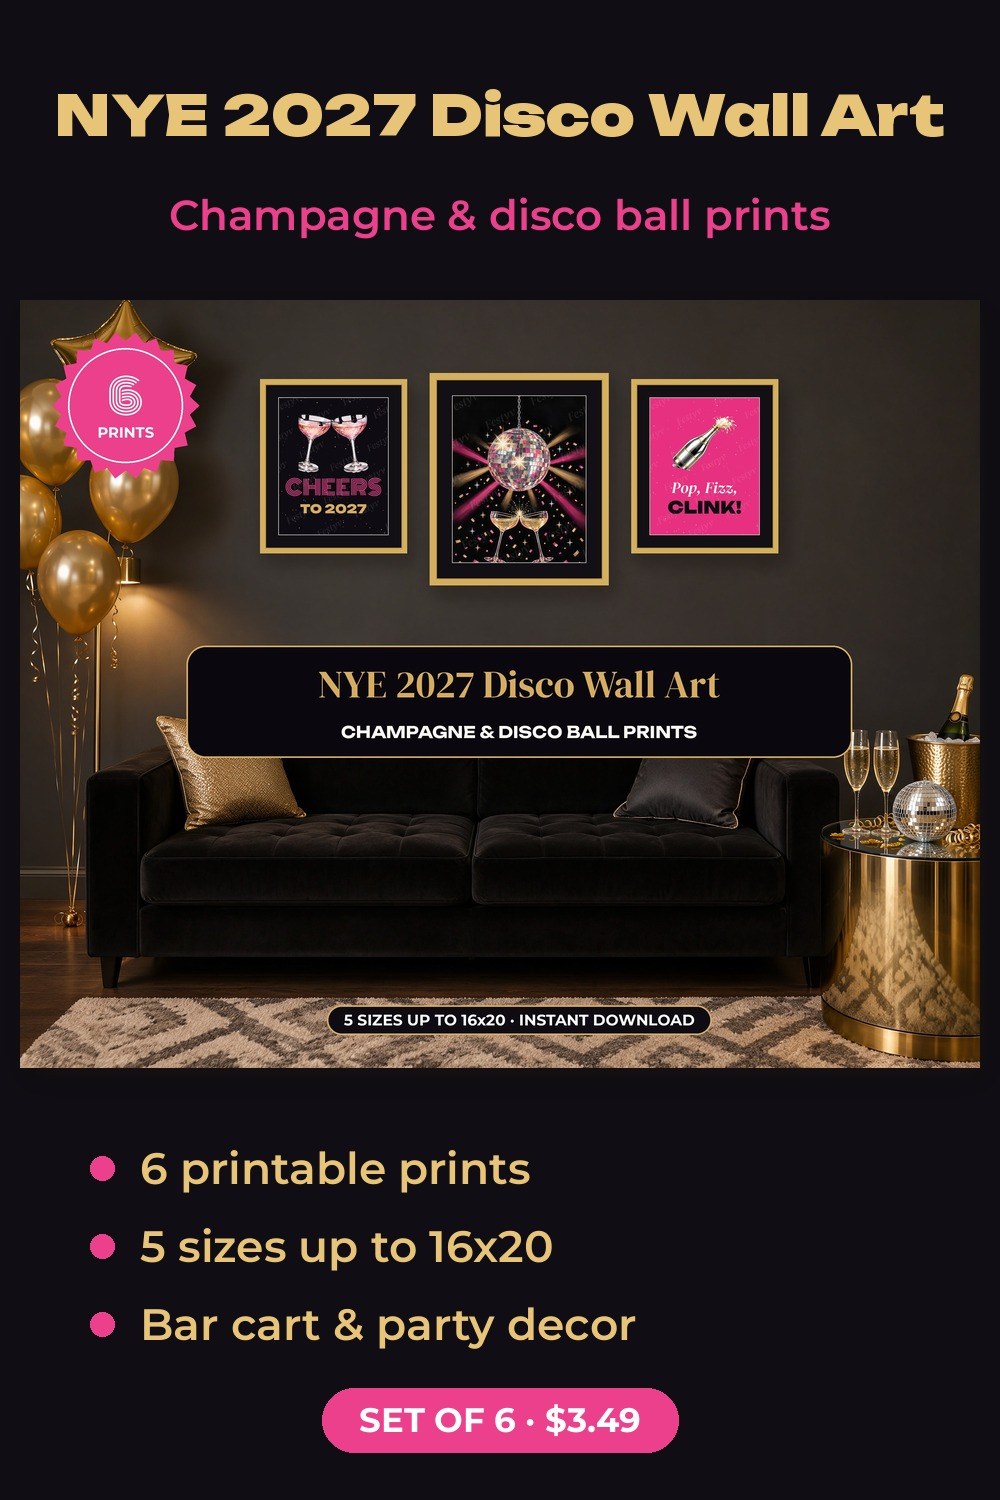 NYE 2027 Disco Wall Art
Champagne & disco ball prints
6
PRINTS
CHEERS
TO 2027
Pop, Fizz,
CLINK!
NYE 2027 Disco Wall Art
CHAMPAGNE & DISCO BALL PRINTS
5 SIZES UP TO 16x20 · INSTANT DOWNLOAD
6 printable prints
5 sizes up to 16x20
Bar cart & party decor
SET OF 6 · $3.49